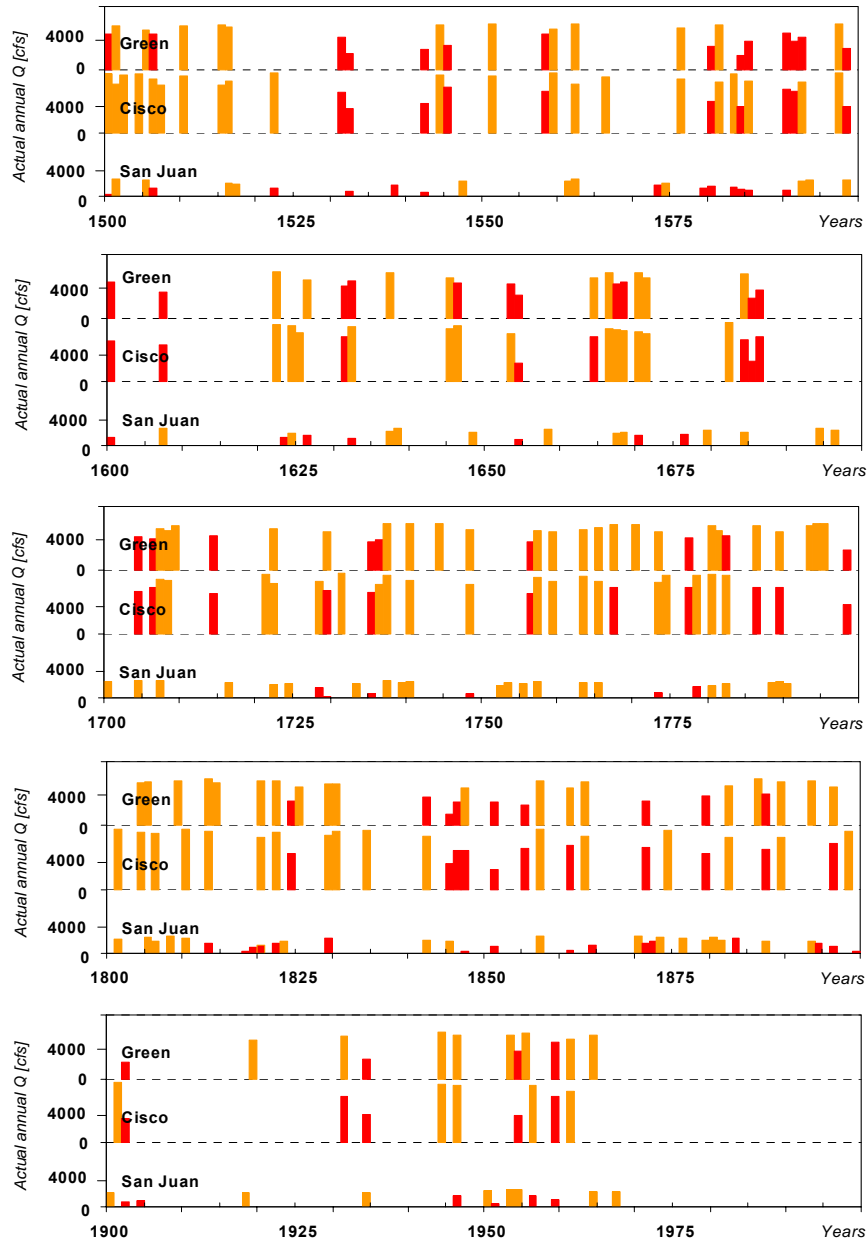 Actual annual Q [cfs]
4000
Green
0
4000
Cisco
0
4000
San Juan
0
1500 1525 1550 1575 Years
Actual annual Q [cfs]
4000
Green
0
4000
Cisco
0
4000
San Juan
0
1600 1625 1650 1675 Years
Actual annual Q [cfs]
4000
Green
0
4000
Cisco
0
4000
San Juan
0
1700 1725 1750 1775 Years
Actual annual Q [cfs]
4000
Green
0
4000
Cisco
0
4000
San Juan
0
1800 1825 1850 1875 Years
Actual annual Q [cfs]
4000
Green
0
4000
Cisco
0
4000
San Juan
0
1900 1925 1950 1975 Years